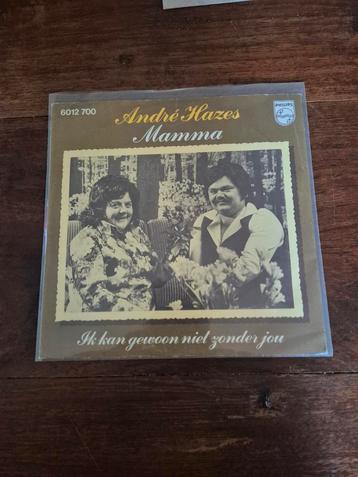 6012 700
André Hazes
PHILIPS
Mamma
Ik kan gewoon niet zonder jou